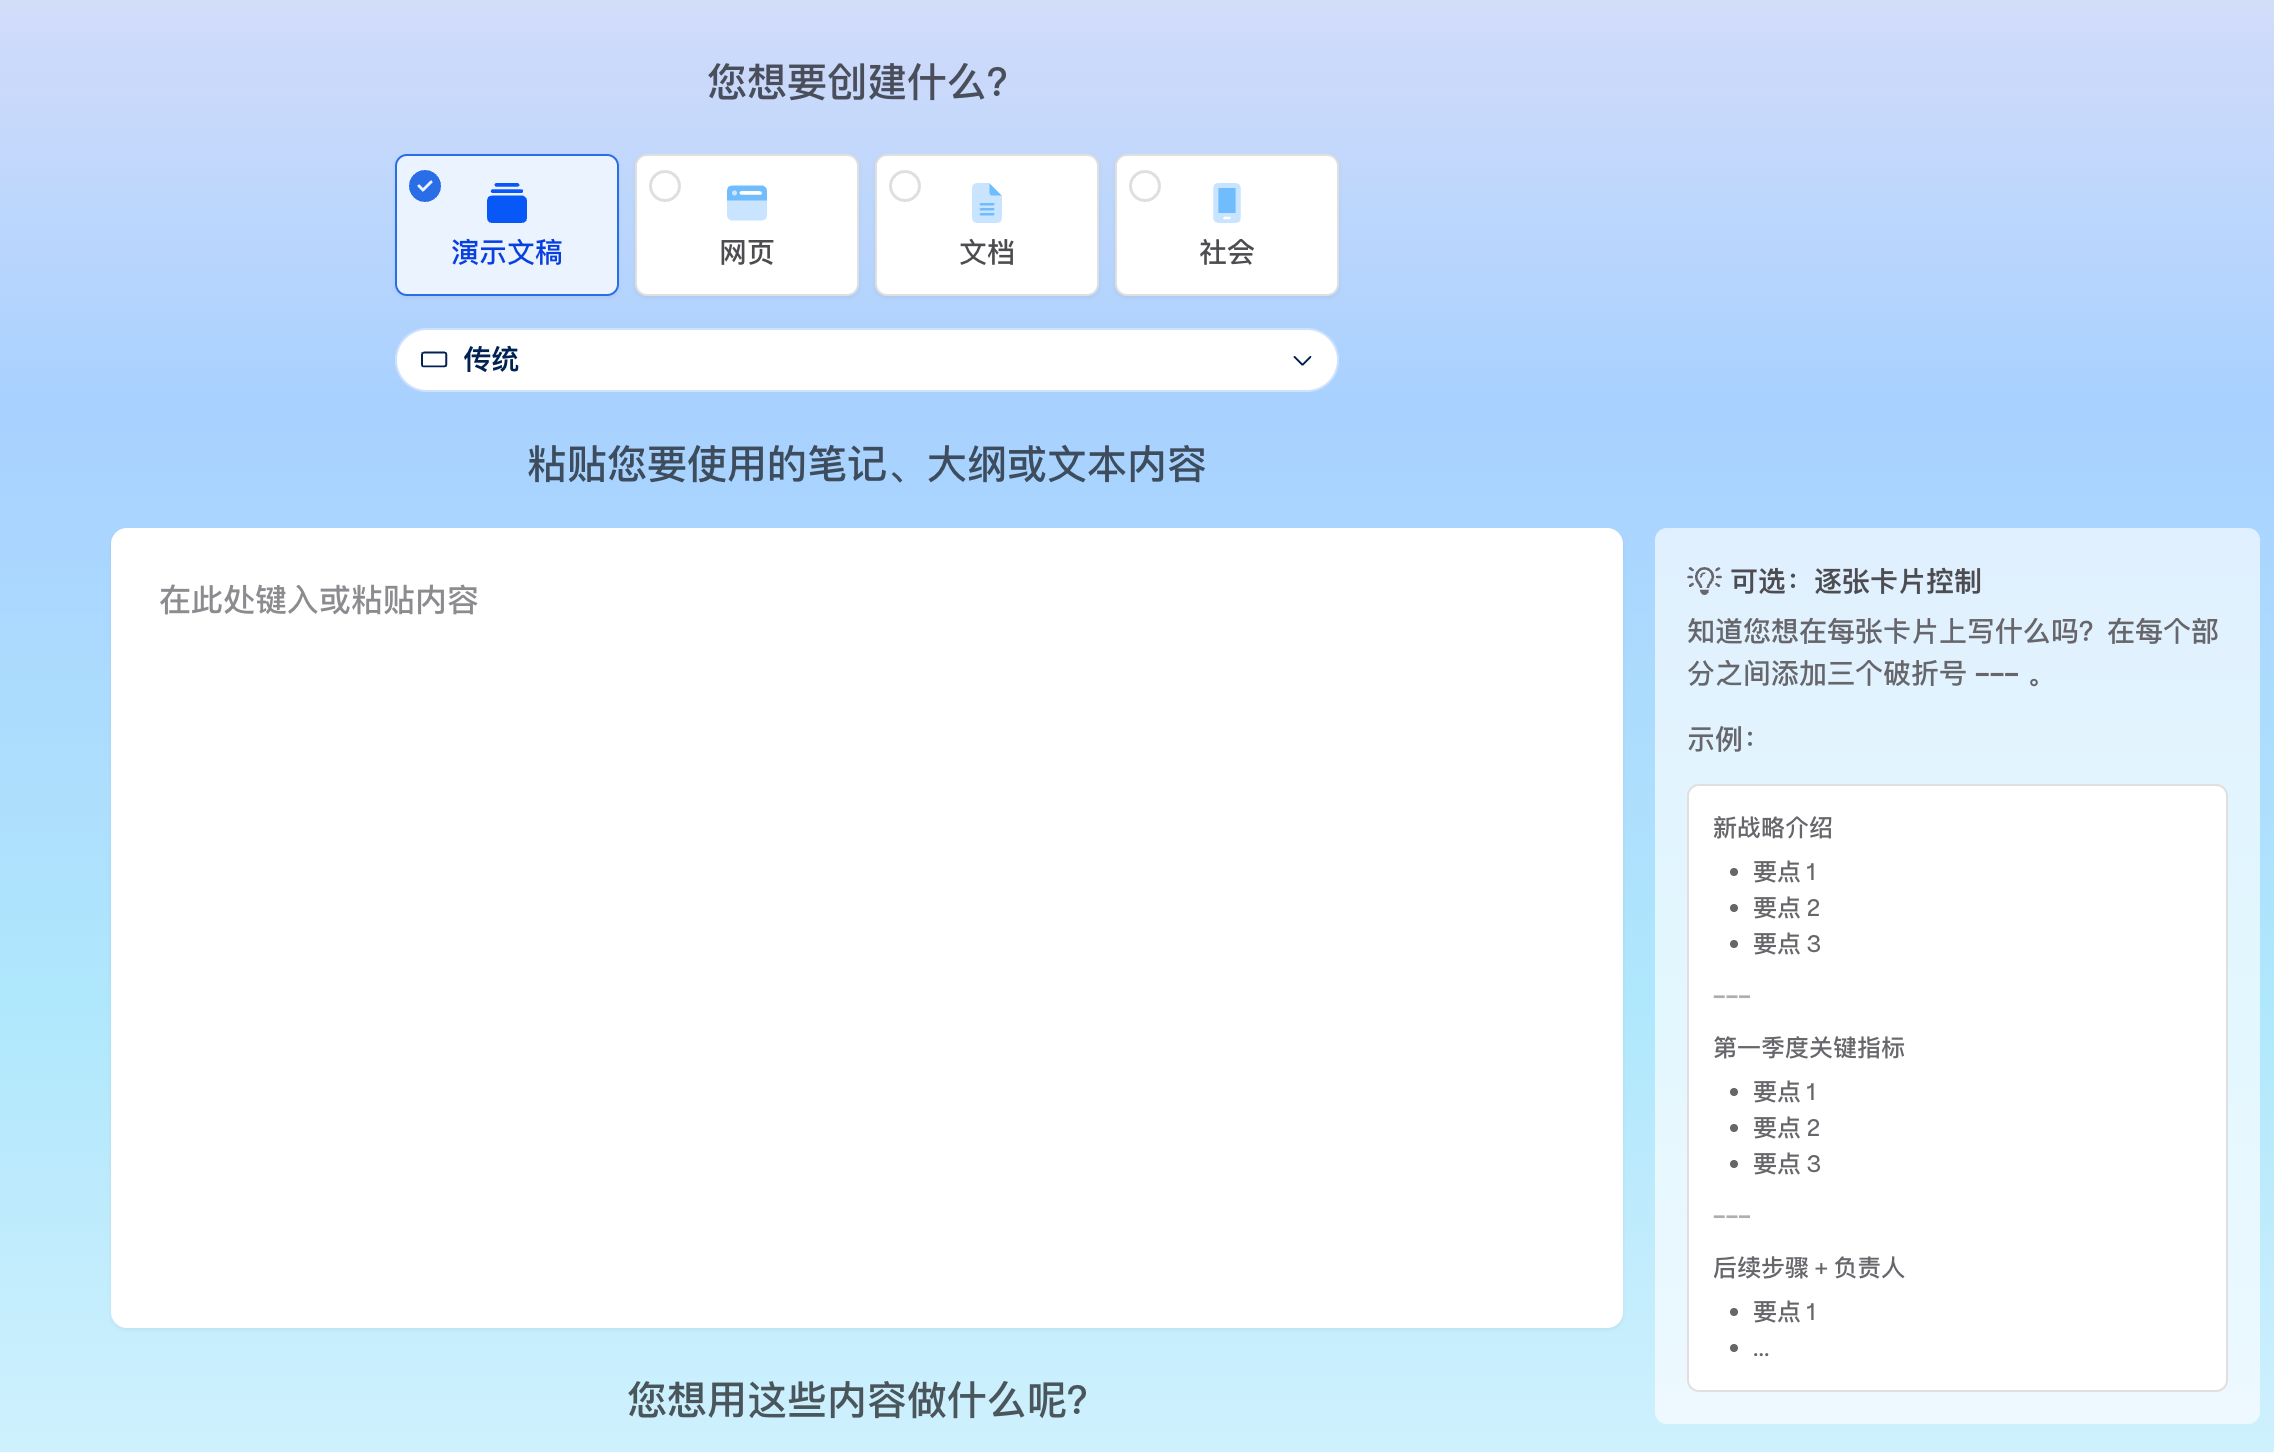 您想要创建什么?
演示文稿
网页
文档
社会
传统
粘贴您要使用的笔记、大纲或文本内容
在此处键入或粘贴内容
可选：逐张卡片控制
知道您想在每张卡片上写什么吗？在每个部
分之间添加三个破折号 --- 。
示例：
新战略介绍
• 要点 1
• 要点 2
• 要点 3
---
第一季度关键指标
• 要点 1
• 要点 2
• 要点 3
---
后续步骤 + 负责人
• 要点 1
• ...
您想用这些内容做什么呢?